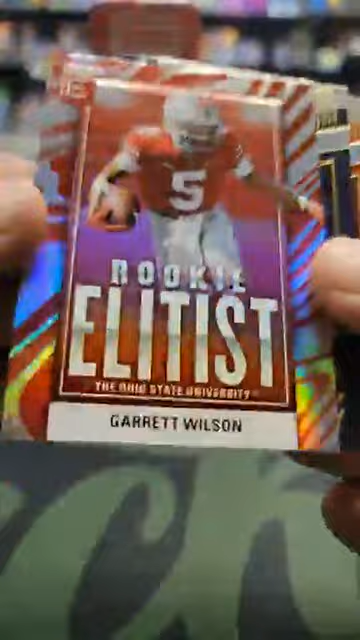 5
ROOKIE
ELITIST
THE OHIO STATE UNIVERSITY
GARRETT WILSON